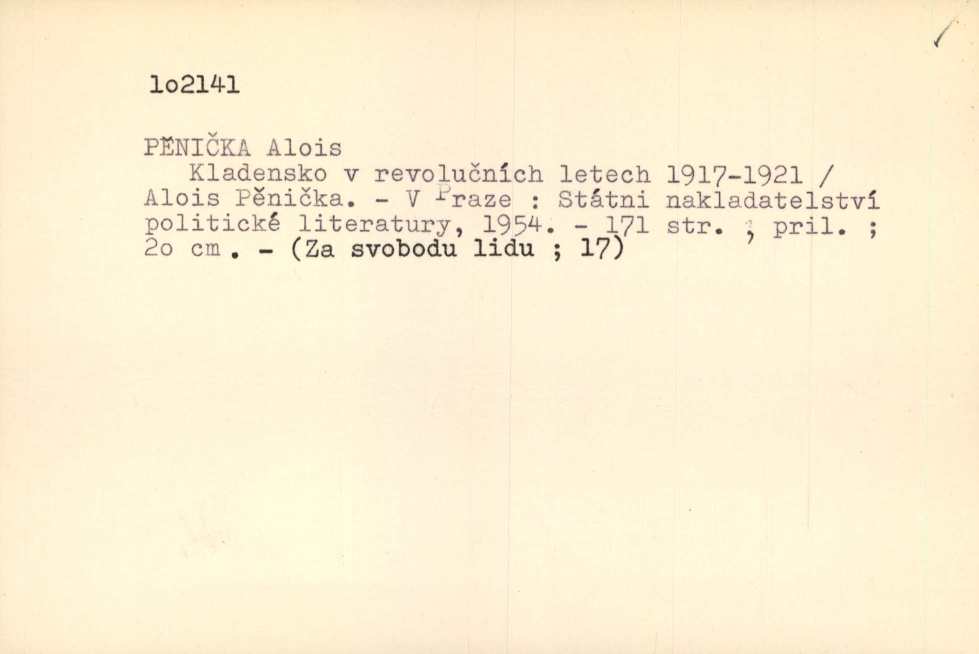 lo2141
PĚNIČKA Alois
Kladensko v revolučních letech 1917-1921 /
Alois Pěnička. - V Praze : Státni nakladatelství
politické literatury, 1954. - 171 str. ; pril. ;
2o cm . - (Za svobodu lidu ; 17)